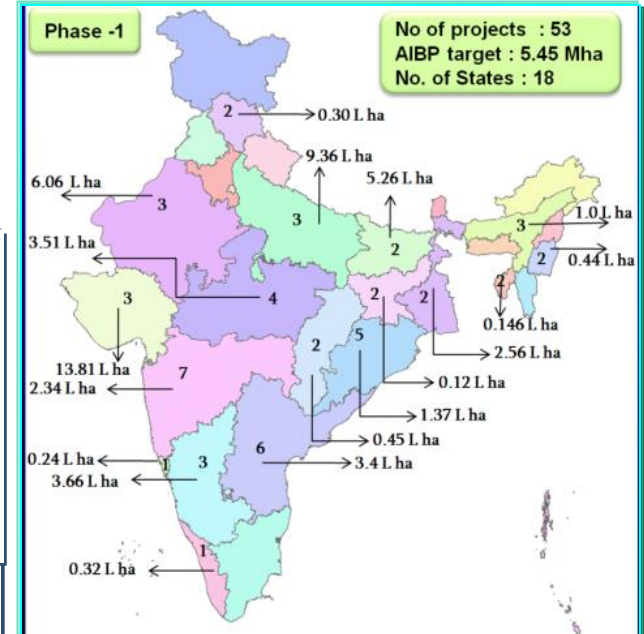 Phase -1
No of projects : 53
AIBP target : 5.45 Mha
No. of States : 18
2
0.30 L ha
9.36 L ha
5.26 L ha
6.06 L ha
3
3
2
3
1.0 L ha
3.51 L ha
2
0.44 L ha
3
4
2
2
2
0.146 L ha
2.56 L ha
13.81 L ha
2
5
0.12 L ha
2.34 L ha
7
1.37 L ha
0.45 L ha
6
3.4 L ha
0.24 L ha
1
3
3.66 L ha
1
0.32 L ha